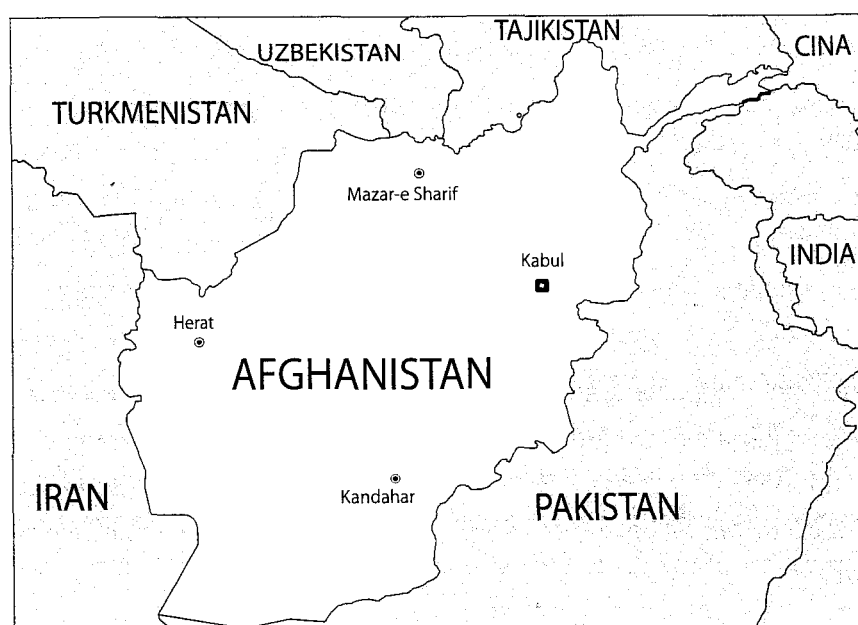 TAJIKISTAN
UZBEKISTAN
CINA
TURKMENISTAN
Mazar-e Sharif
Kabul
INDIA
Herat
AFGHANISTAN
IRAN
Kandahar
PAKISTAN